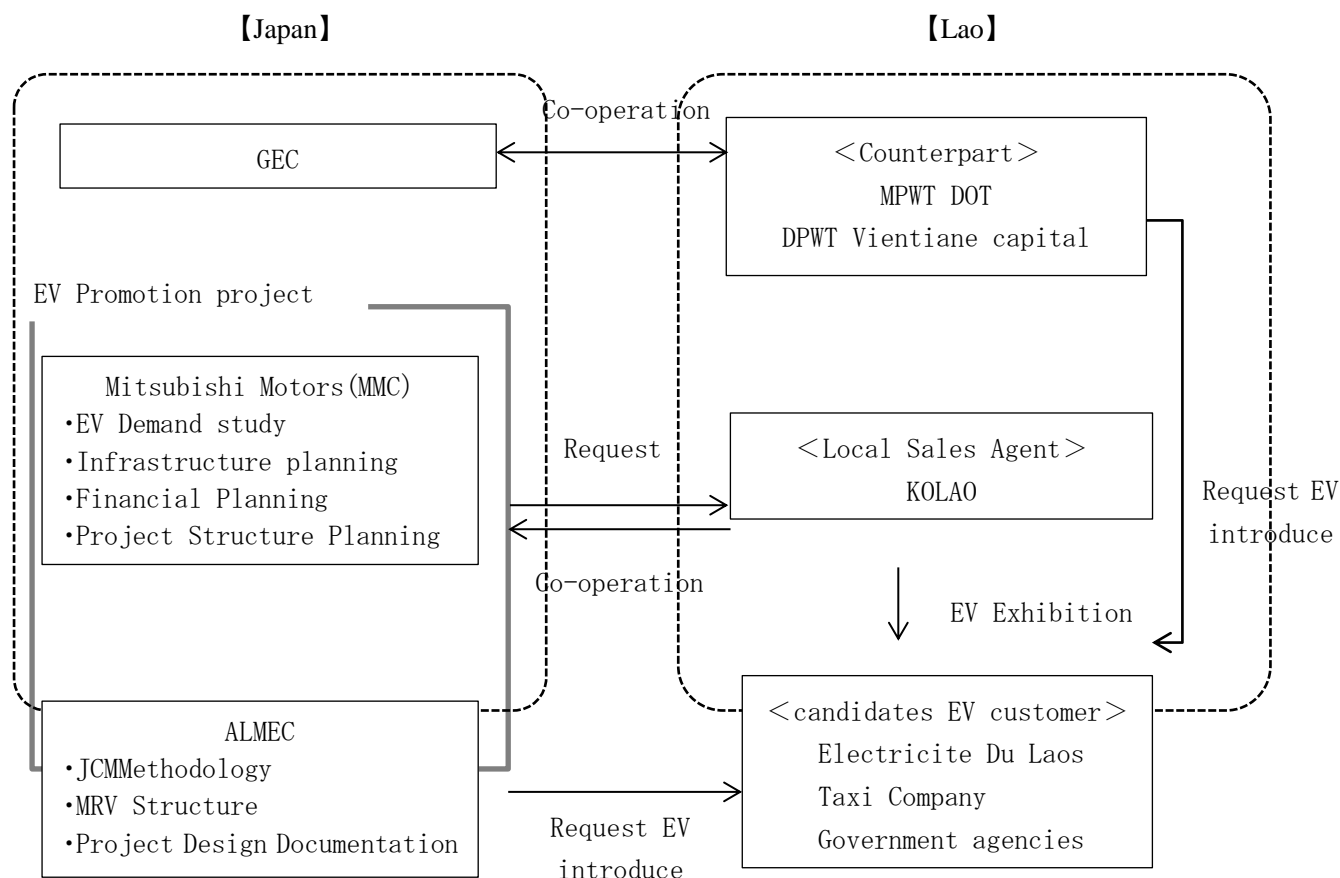 【Japan】
【Lao】
Co-operation
GEC
＜Counterpart＞
MPWT DOT
DPWT Vientiane capital
EV Promotion project
Mitsubishi Motors(MMC)
・EV Demand study
・Infrastructure planning
・Financial Planning
・Project Structure Planning
Request
Co-operation
＜Local Sales Agent＞
KOLAO
Request EV
introduce
EV Exhibition
ALMEC
・JCMMethodology
・MRV Structure
・Project Design Documentation
Request EV
introduce
＜candidates EV customer＞
Electricite Du Laos
Taxi Company
Government agencies